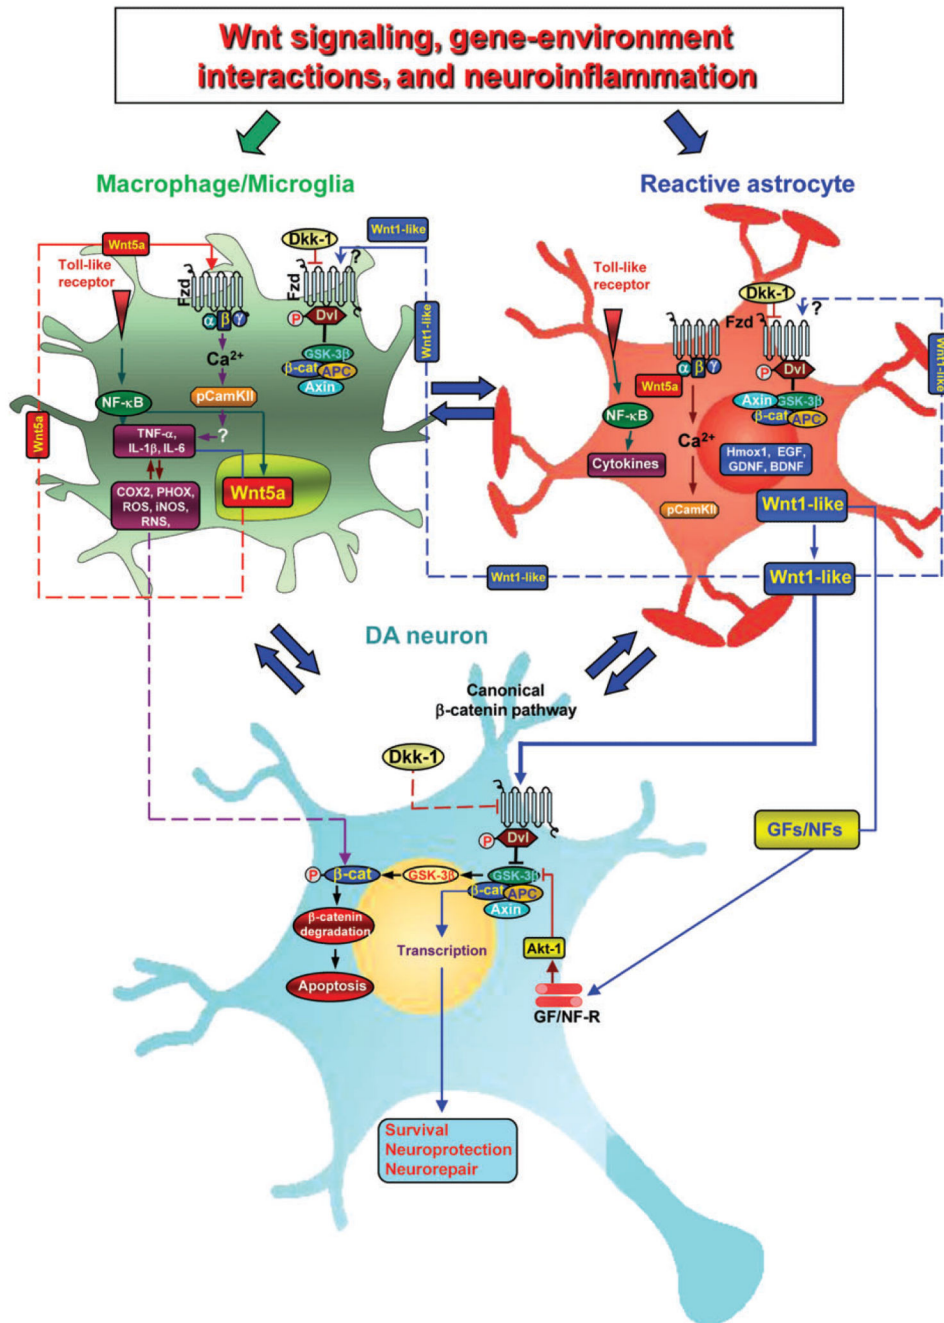 Wnt signaling, gene-environment
interactions, and neuroinflammation
Macrophage/Microglia
Reactive astrocyte
Wnt5a
Toll-like
receptor
Fzd
α β γ
Ca2+
pCamKII
?
NF-κB
TNF-α,
IL-1β, IL-6
COX2, PHOX,
ROS, iNOS,
RNS,
Wnt5a
Wnt5a
Dkk-1
Wnt1-like
?
Fzd
P
Dvl
GSK-3β
β-cat
APC
Axin
Wnt1-like
Toll-like
receptor
NF-κB
Cytokines
Fzd
α β γ
Wnt5a
Ca2+
pCamKII
Dkk-1
?
P
Dvl
Axin
GSK-3β
β-cat
APC
Hmox1, EGF,
GDNF, BDNF
Wnt1-like
Wnt1-like
Wnt1-like
Wnt1-like
DA neuron
Canonical
β-catenin pathway
Dkk-1
P
Dvl
GSK-3β
β-cat
APC
Axin
GSK-3β
P
β-cat
β-catenin
degradation
Apoptosis
Transcription
Akt-1
GF/NF-R
GFs/NFs
Survival
Neuroprotection
Neurorepair